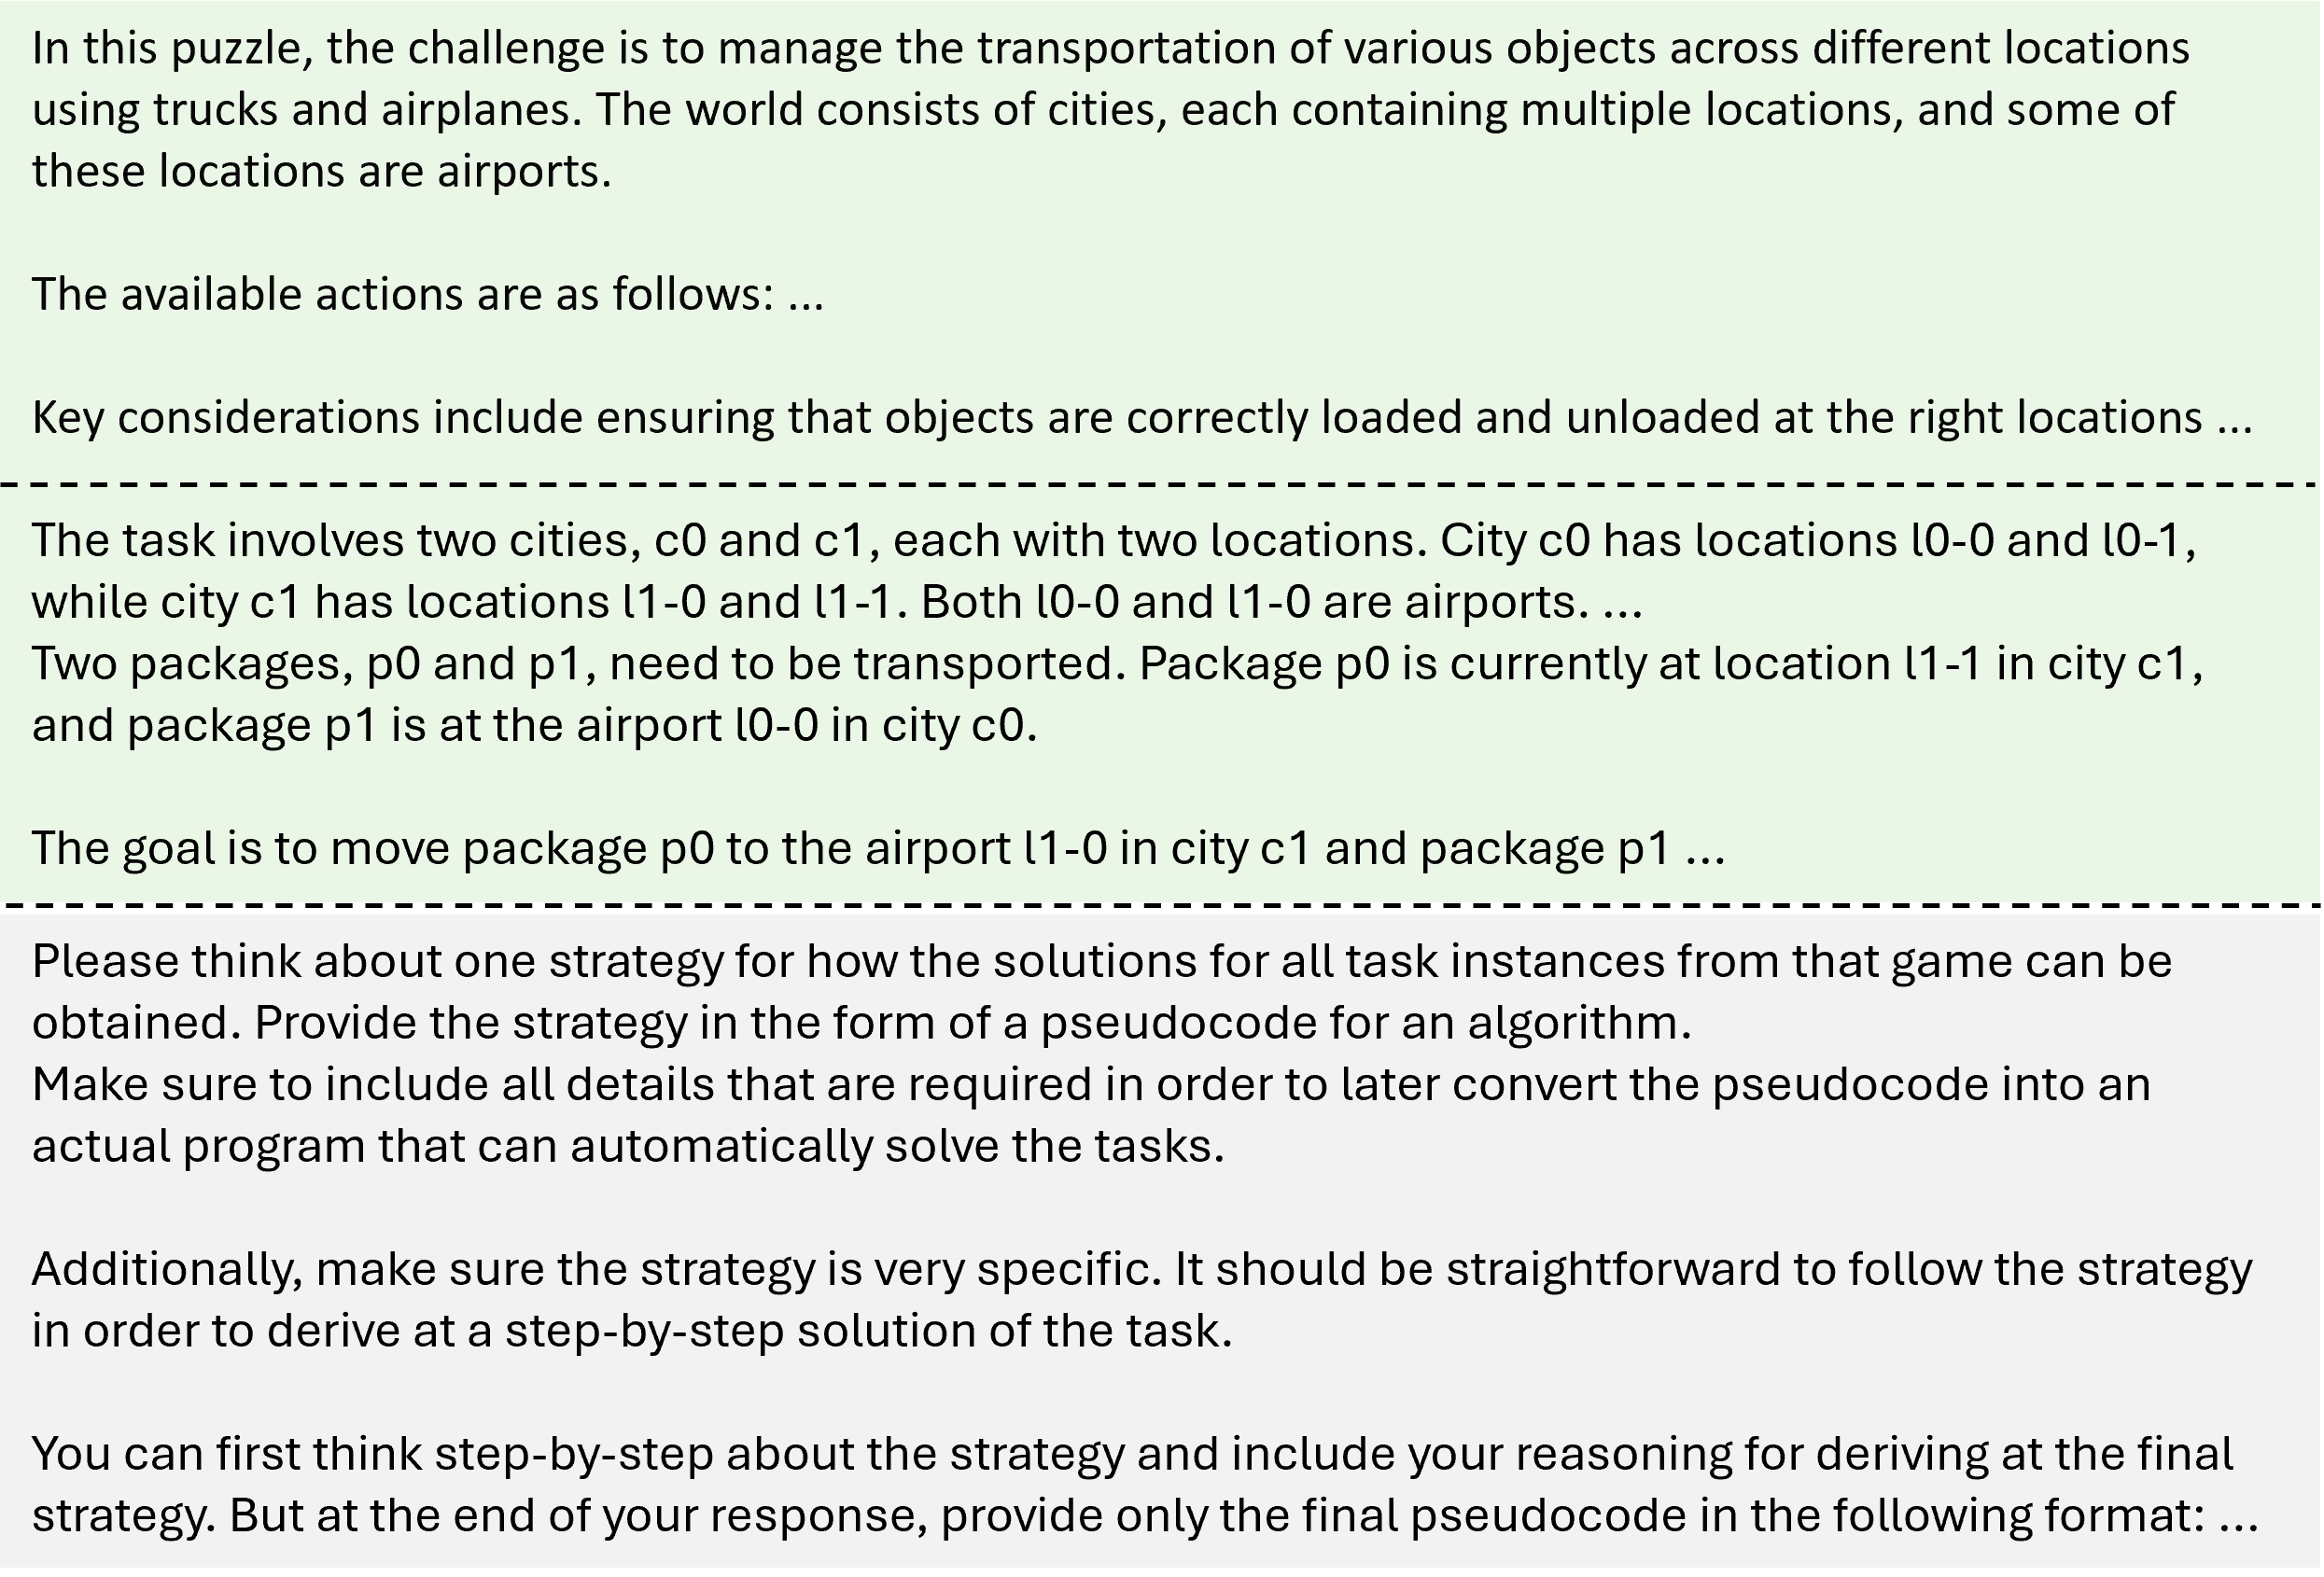 In this puzzle, the challenge is to manage the transportation of various objects across different locations
using trucks and airplanes. The world consists of cities, each containing multiple locations, and some of
these locations are airports.
The available actions are as follows: ...
Key considerations include ensuring that objects are correctly loaded and unloaded at the right locations ...
The task involves two cities, c0 and c1, each with two locations. City c0 has locations l0-0 and l0-1,
while city c1 has locations l1-0 and l1-1. Both l0-0 and l1-0 are airports. ...
Two packages, p0 and p1, need to be transported. Package p0 is currently at location l1-1 in city c1,
and package p1 is at the airport l0-0 in city c0.
The goal is to move package p0 to the airport l1-0 in city c1 and package p1 ...
Please think about one strategy for how the solutions for all task instances from that game can be
obtained. Provide the strategy in the form of a pseudocode for an algorithm.
Make sure to include all details that are required in order to later convert the pseudocode into an
actual program that can automatically solve the tasks.
Additionally, make sure the strategy is very specific. It should be straightforward to follow the strategy
in order to derive at a step-by-step solution of the task.
You can first think step-by-step about the strategy and include your reasoning for deriving at the final
strategy. But at the end of your response, provide only the final pseudocode in the following format: ...